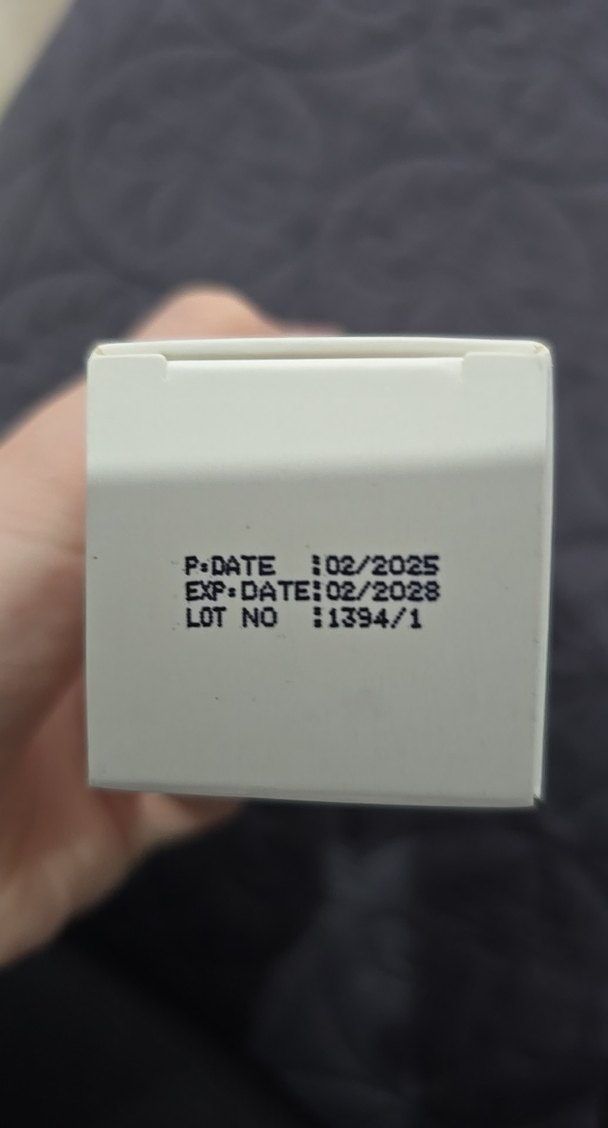 P:DATE :02/2025
EXP:DATE:02/2028
LOT NO :1394/1